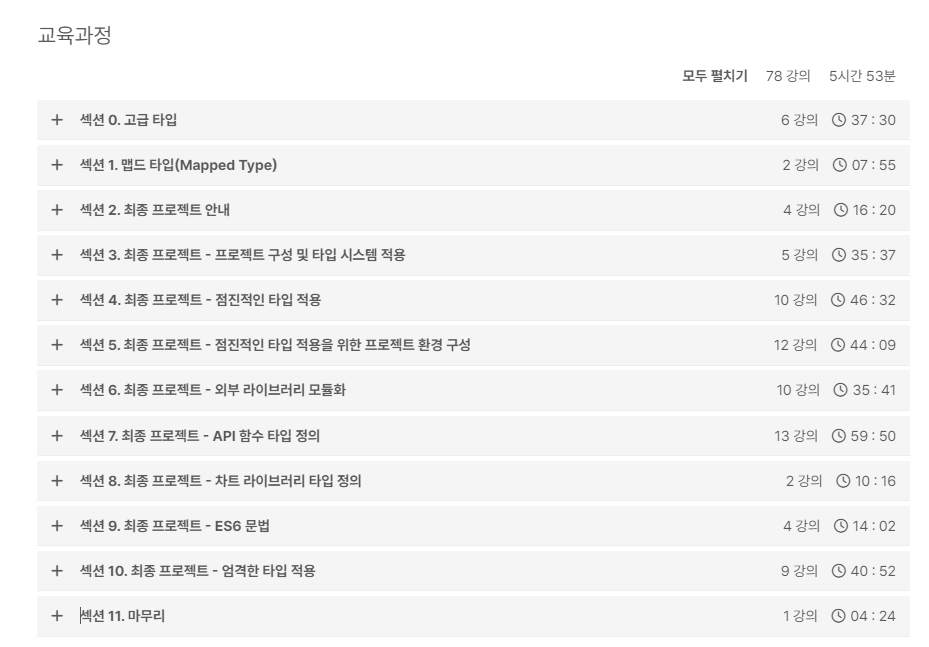 교육과정
모두 펼치기 78 강의 5시간 53분
+ 섹션 0. 고급 타입 6 강의 37 : 30
+ 섹션 1. 맵드 타입(Mapped Type) 2 강의 07 : 55
+ 섹션 2. 최종 프로젝트 안내 4 강의 16 : 20
+ 섹션 3. 최종 프로젝트 - 프로젝트 구성 및 타입 시스템 적용 5 강의 35 : 37
+ 섹션 4. 최종 프로젝트 - 점진적인 타입 적용 10 강의 46 : 32
+ 섹션 5. 최종 프로젝트 - 점진적인 타입 적용을 위한 프로젝트 환경 구성 12 강의 44 : 09
+ 섹션 6. 최종 프로젝트 - 외부 라이브러리 모듈화 10 강의 35 : 41
+ 섹션 7. 최종 프로젝트 - API 함수 타입 정의 13 강의 59 : 50
+ 섹션 8. 최종 프로젝트 - 차트 라이브러리 타입 정의 2 강의 10 : 16
+ 섹션 9. 최종 프로젝트 - ES6 문법 4 강의 14 : 02
+ 섹션 10. 최종 프로젝트 - 엄격한 타입 적용 9 강의 40 : 52
+ 섹션 11. 마무리 1 강의 04 : 24